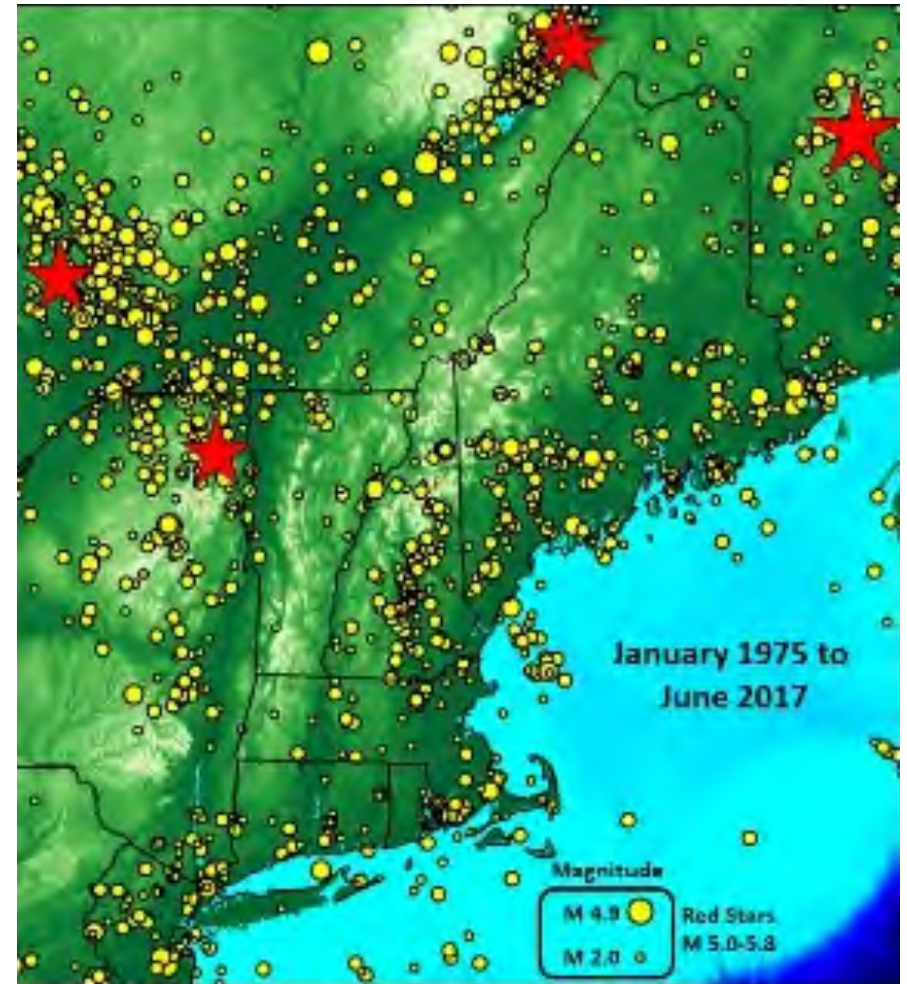 January 1975 to
June 2017
Magnitude
M 4.9
M 2.0
Red Stars
M 5.0-5.8